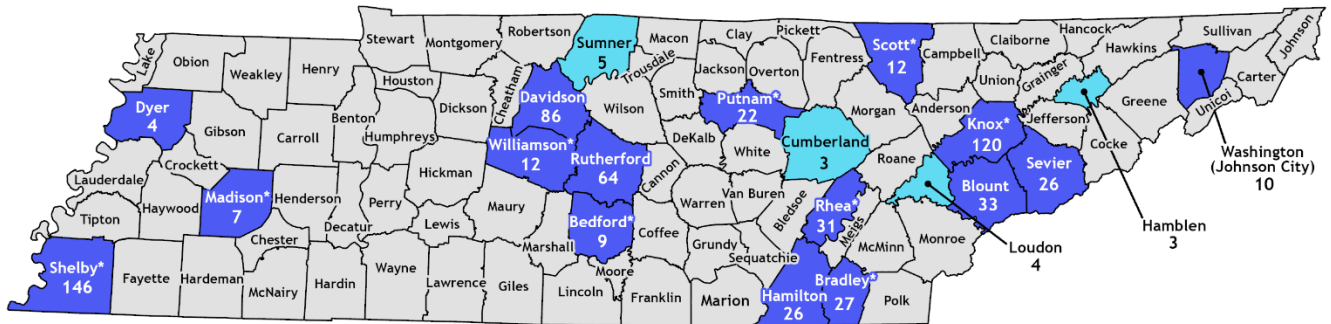 Lake
Obion
Weakley
Henry
Stewart
Montgomery
Robertson
Sumner
5
Macon
Clay
Pickett
Scott*
12
Campbell
Claiborne
Hancock
Hawkins
Sullivan
Johnson
Dyer
4
Gibson
Carroll
Benton
Houston
Humphreys
Dickson
Cheatham
Davidson
86
Trousdale
Wilson
Smith
Jackson
Overton
Fentress
Putnam*
22
Morgan
Anderson
Union
Grainger
Jefferson
Greene
Unicoi
Carter
Lauderdale
Crockett
Haywood
Madison*
7
Henderson
Decatur
Perry
Hickman
Lewis
Maury
Williamson*
12
Rutherford
64
Cannon
DeKalb
White
Cumberland
3
Roane
Knox*
120
Sevier
26
Cocke
Blount
33
Loudon
4
Hamblen
3
Washington
(Johnson City)
10
Tipton
Shelby*
146
Fayette
Hardeman
Chester
McNairy
Hardin
Wayne
Lawrence
Giles
Marshall
Bedford*
9
Moore
Lincoln
Coffee
Franklin
Warren
Van Buren
Grundy
Sequatchie
Bledsoe
Marion
Rhea*
31
Meigs
McMinn
Monroe
Hamilton
26
Bradley*
27
Polk